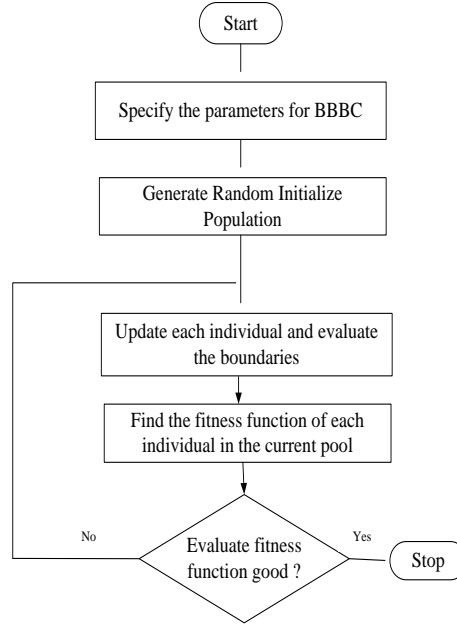 Start
Specify the parameters for BBBC
Generate Random Initialize
Population
Update each individual and evaluate
the boundaries
Find the fitness function of each
individual in the current pool
No
Yes
Evaluate fitness
function good ?
Stop